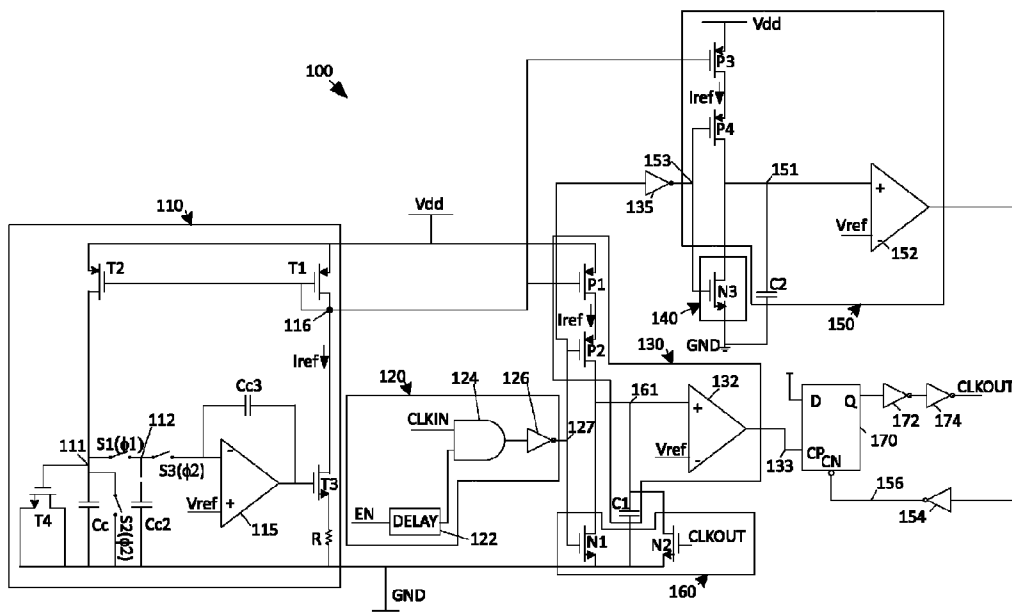 100
Vdd
P3
Iref
P4
153
151
135
+
Vref
-
152
N3
C2
140
GND
150
110
Vdd
T2
T1
116
Iref
Cc3
111
S1(ϕ1)
112
S3(ϕ2)
-
Vref
+
115
T3
T4
Cc
S2(ϕ2)
Cc2
R
GND
120
124
126
CLKIN
127
EN
DELAY
122
P1
Iref
P2
130
161
132
+
Vref
-
133
C1
N1
N2
CLKOUT
160
D
Q
170
CP
CN
172
174
CLKOUT
156
154